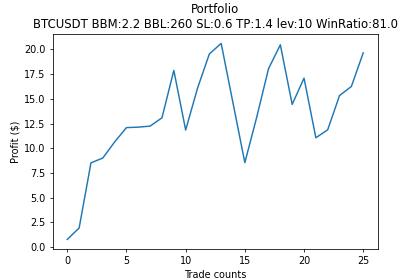 Portfolio
BTCUSDT BBM:2.2 BBL:260 SL:0.6 TP:1.4 lev:10 WinRatio:81.0
20.0
17.5
15.0
12.5
10.0
7.5
5.0
2.5
0.0
Profit ($)
0 5 10 15 20 25
Trade counts